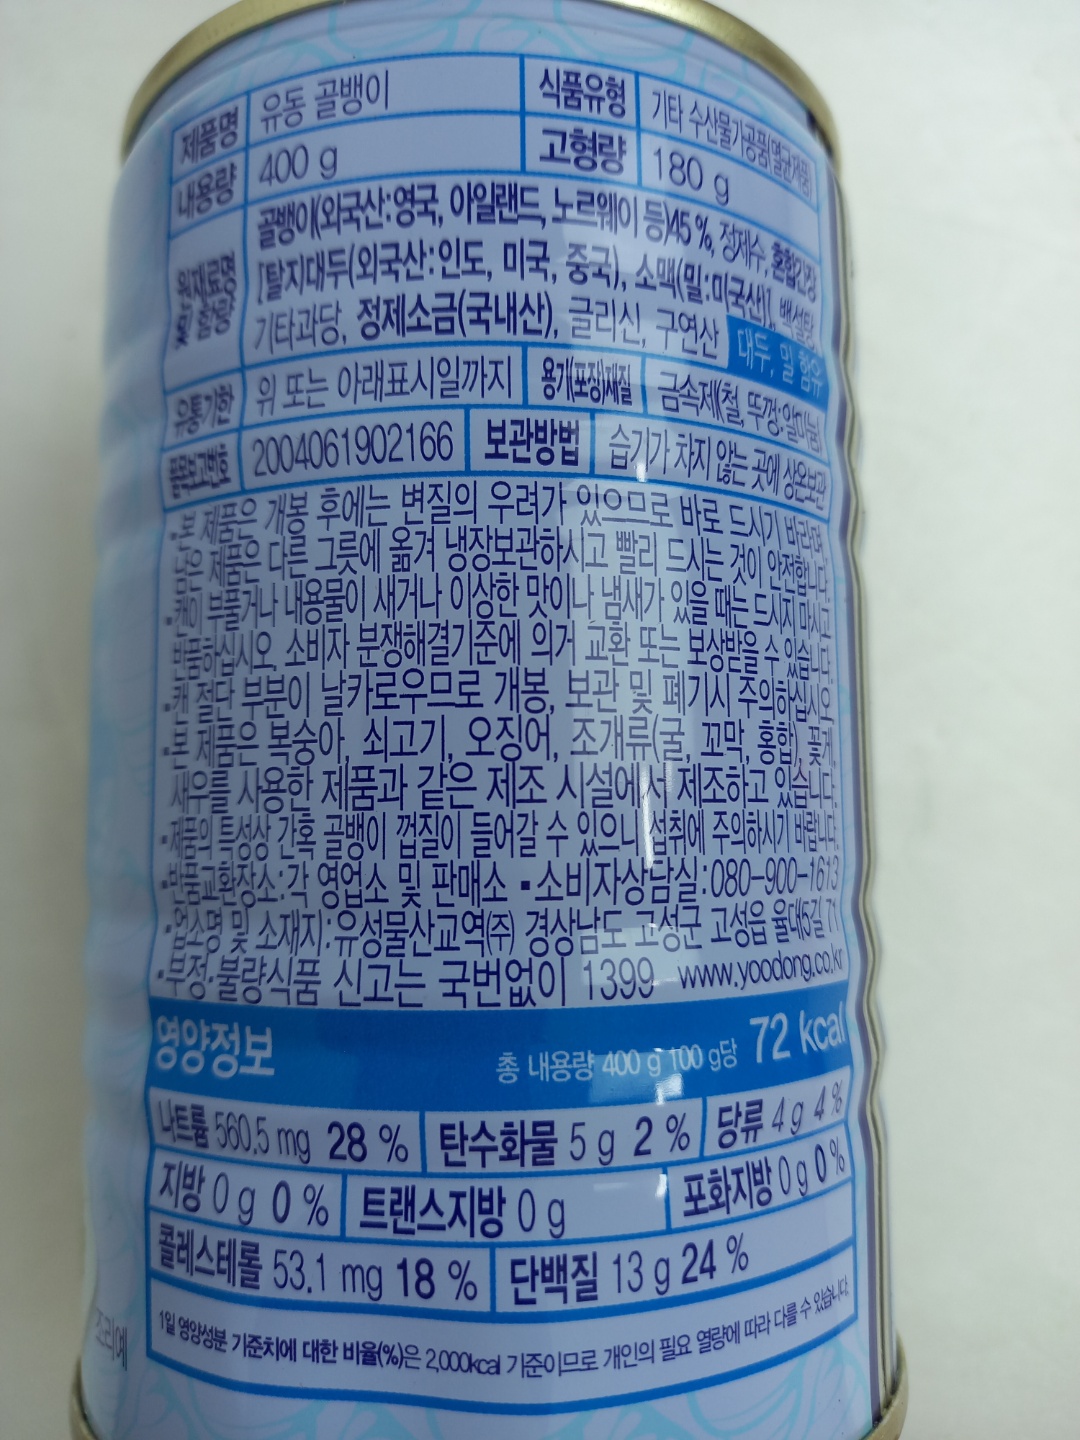 제품명 유동 골뱅이 식품유형 기타 수산물가공품(멸균제품)
내용량 400 g 고형량 180 g
원재료명 및 함량 골뱅이(외국산:영국, 아일랜드, 노르웨이 등)45 %, 정제수, 혼합간장
[탈지대두(외국산:인도, 미국, 중국), 소맥(밀:미국산)], 백설탕,
기타과당, 정제소금(국내산), 글리신, 구연산 대두, 밀 함유
유통기한 위 또는 아래표시일까지 용기(포장)재질 금속제(철, 뚜껑:알미늄)
품목보고번호 2004061902166 보관방법 습기가 차지 않는 곳에 상온보관
▪본 제품은 개봉 후에는 변질의 우려가 있으므로 바로 드시기 바라며,
남은 제품은 다른 그릇에 옮겨 냉장보관하시고 빨리 드시는 것이 안전합니다.
▪캔이 부풀거나 내용물이 새거나 이상한 맛이나 냄새가 있을 때는 드시지 마시고
반품하십시오. 소비자 분쟁해결기준에 의거 교환 또는 보상받을 수 있습니다.
▪캔 절단 부분이 날카로우므로 개봉, 보관 및 폐기시 주의하십시오.
▪본 제품은 복숭아, 쇠고기, 오징어, 조개류(굴, 꼬막, 홍합), 꽃게,
새우를 사용한 제품과 같은 제조 시설에서 제조하고 있습니다.
▪제품의 특성상 간혹 골뱅이 껍질이 들어갈 수 있으니 섭취에 주의하시기 바랍니다.
▪반품교환장소:각 영업소 및 판매소 ▪소비자상담실:080-900-1613
▪업소명 및 소재지:유성물산교역(주) 경상남도 고성군 고성읍 율대5길 71
▪부정·불량식품 신고는 국번없이 1399 www.yoodong.co.kr
영양정보 총 내용량 400 g 100 g당 72 kcal
나트륨 560.5 mg 28 % 탄수화물 5 g 2 % 당류 4 g 4 %
지방 0 g 0 % 트랜스지방 0 g 포화지방 0 g 0 %
콜레스테롤 53.1 mg 18 % 단백질 13 g 24 %
1일 영양성분 기준치에 대한 비율(%)은 2,000kcal 기준이므로 개인의 필요 열량에 따라 다를 수 있습니다.
조리예